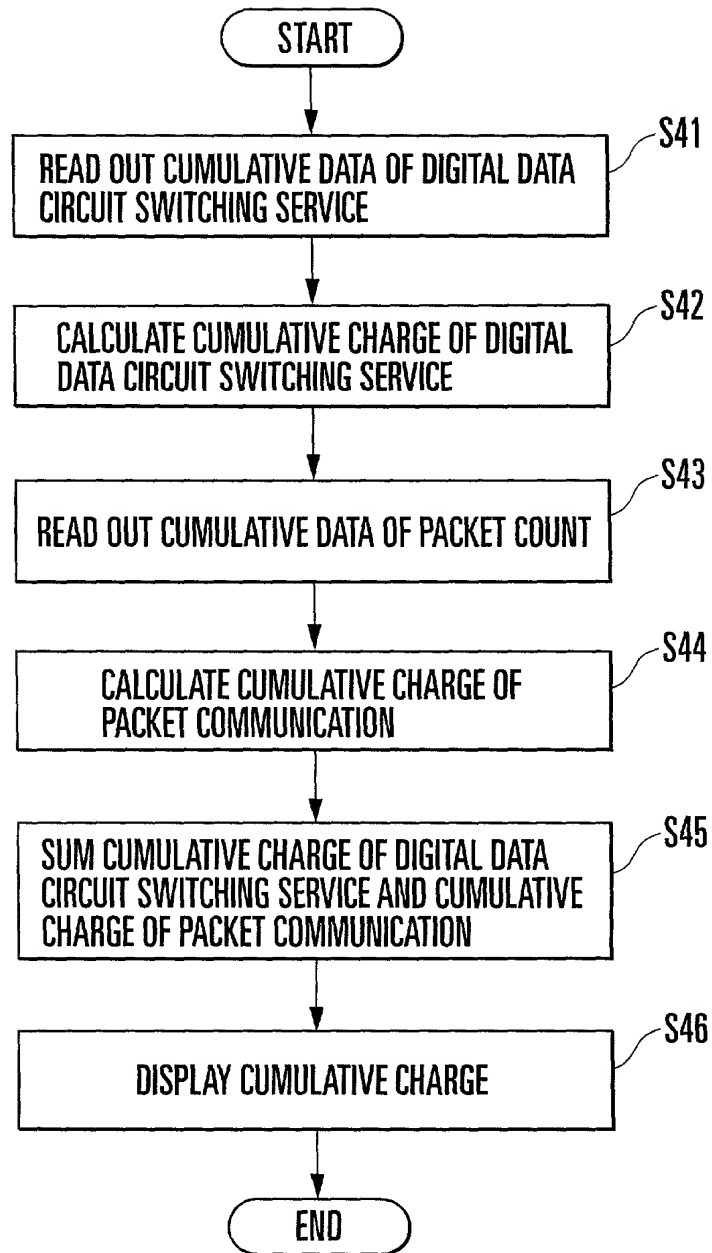 START
S41
READ OUT CUMULATIVE DATA OF DIGITAL DATA
CIRCUIT SWITCHING SERVICE
S42
CALCULATE CUMULATIVE CHARGE OF DIGITAL
DATA CIRCUIT SWITCHING SERVICE
S43
READ OUT CUMULATIVE DATA OF PACKET COUNT
S44
CALCULATE CUMULATIVE CHARGE OF
PACKET COMMUNICATION
S45
SUM CUMULATIVE CHARGE OF DIGITAL DATA
CIRCUIT SWITCHING SERVICE AND CUMULATIVE
CHARGE OF PACKET COMMUNICATION
S46
DISPLAY CUMULATIVE CHARGE
END